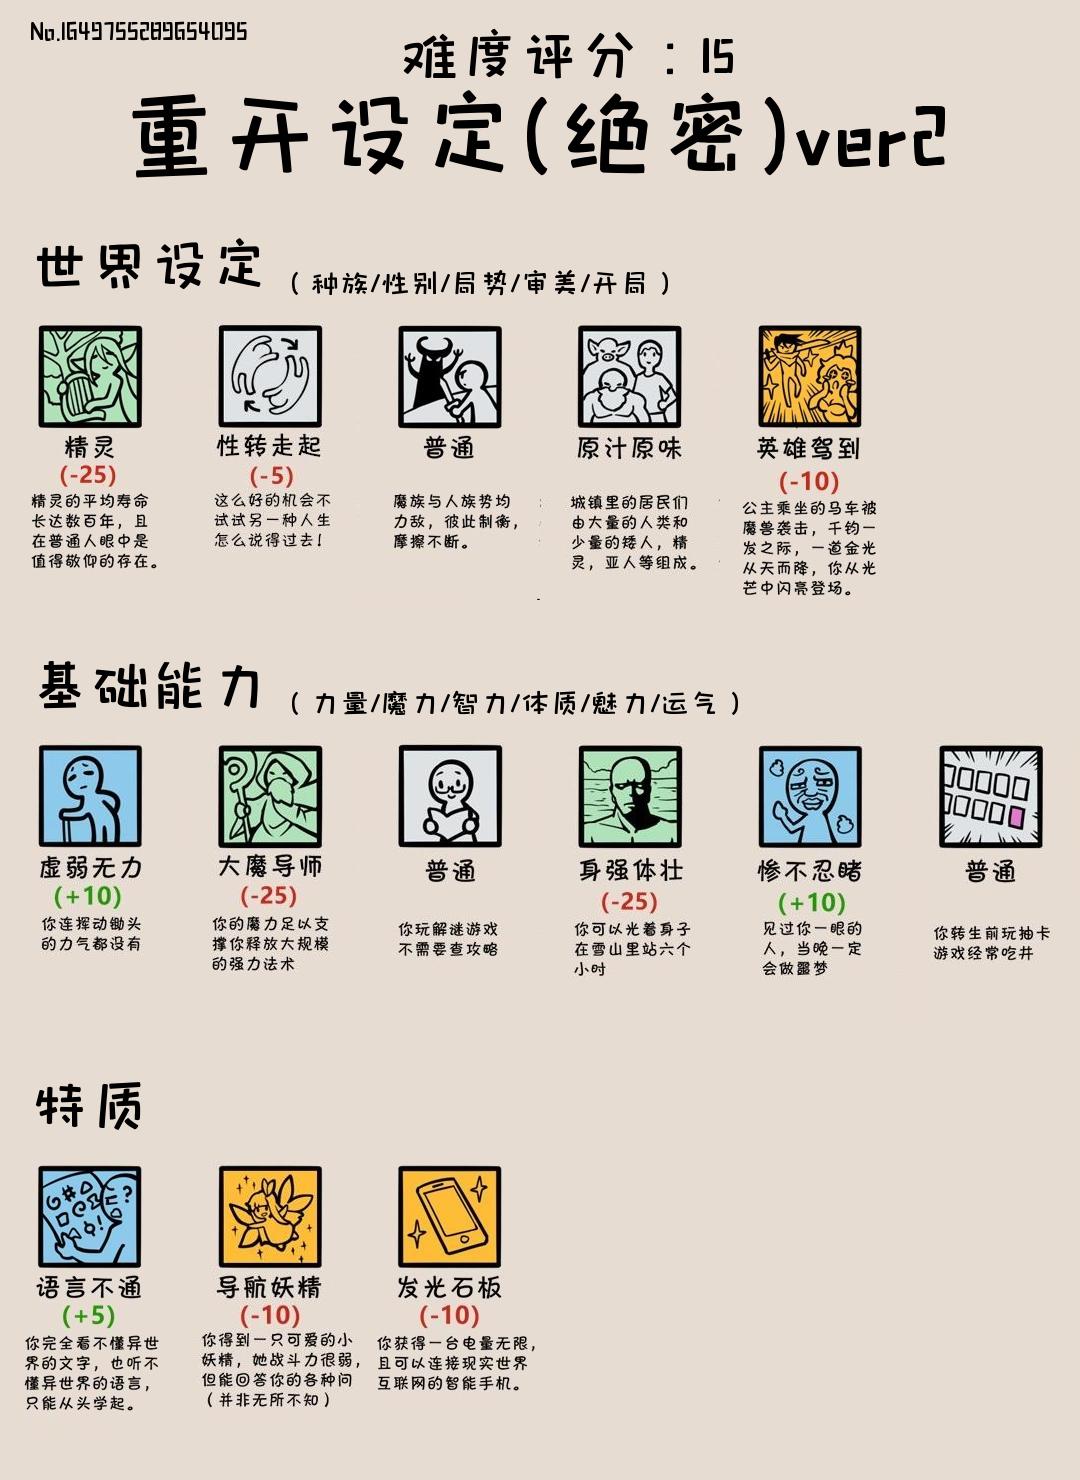 No.1649755289654095
难度评分：15
重开设定(绝密)ver2
世界设定（种族/性别/局势/审美/开局）
精灵
(-25)
精灵的平均寿命
长达数百年，且
在普通人眼中是
值得敬仰的存在。
性转走起
(-5)
这么好的机会不
试试另一种人生
怎么说得过去！
普通
魔族与人族势均
力敌，彼此制衡，
摩擦不断。
原汁原味
城镇里的居民们
由大量的人类和
少量的矮人，精
灵，亚人等组成。
英雄驾到
(-10)
公主乘坐的马车被
魔兽袭击，千钧一
发之际，一道金光
从天而降，你从光
芒中闪亮登场。
基础能力（力量/魔力/智力/体质/魅力/运气）
虚弱无力
(+10)
你连挥动锄头
的力气都没有
大魔导师
(-25)
你的魔力足以支
撑你释放大规模
的强力法术
普通
你玩解谜游戏
不需要查攻略
身强体壮
(-25)
你可以光着身子
在雪山里站六个
小时
惨不忍睹
(+10)
见过你一眼的
人，当晚一定
会做噩梦
普通
你转生前玩抽卡
游戏经常吃井
特质
语言不通
(+5)
你完全看不懂异世
界的文字，也听不
懂异世界的语言，
只能从头学起。
导航妖精
(-10)
你得到一只可爱的小
妖精，她战斗力很弱，
但能回答你的各种问
（并非无所不知）
发光石板
(-10)
你获得一台电量无限，
且可以连接现实世界
互联网的智能手机。